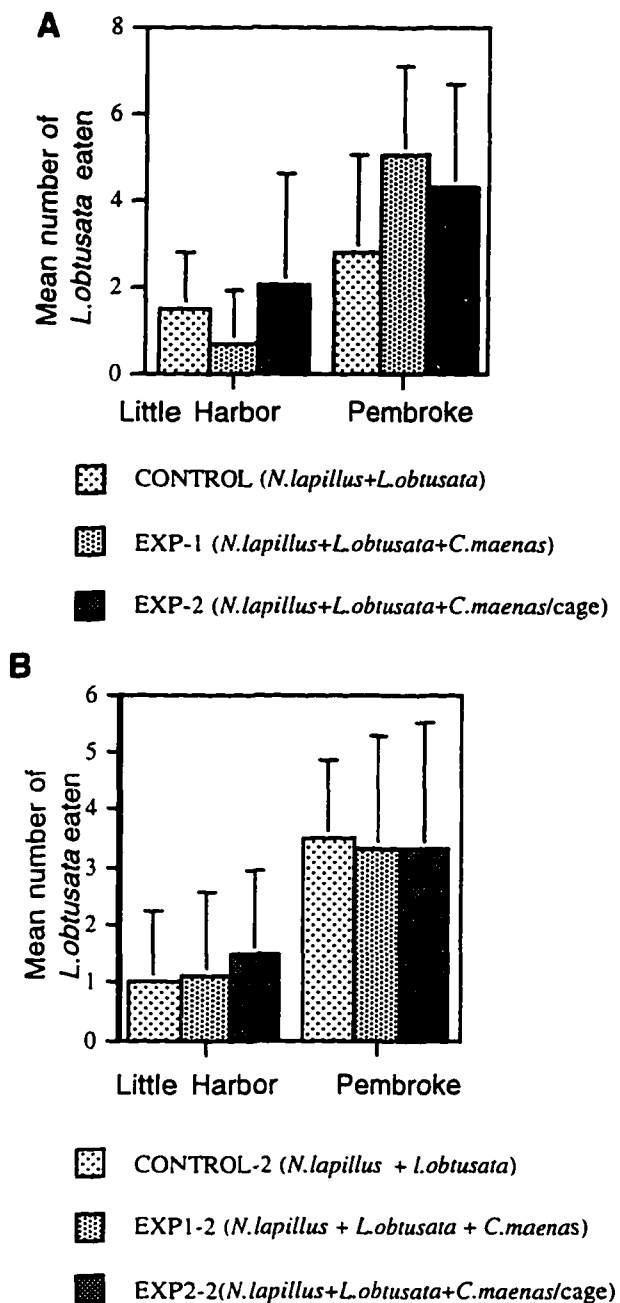 A
Mean number of
L.obtusata eaten
8
6
4
2
0
Little Harbor
Pembroke
CONTROL (N.lapillus+L.obtusata)
EXP-1 (N.lapillus+L.obtusata+C.maenas)
EXP-2 (N.lapillus+L.obtusata+C.maenas/cage)
B
Mean number of
L.obtusata eaten
6
5
4
3
2
1
0
Little Harbor
Pembroke
CONTROL-2 (N.lapillus + l.obtusata)
EXP1-2 (N.lapillus + L.obtusata + C.maenas)
EXP2-2(N.lapillus+L.obtusata+C.maenas/cage)